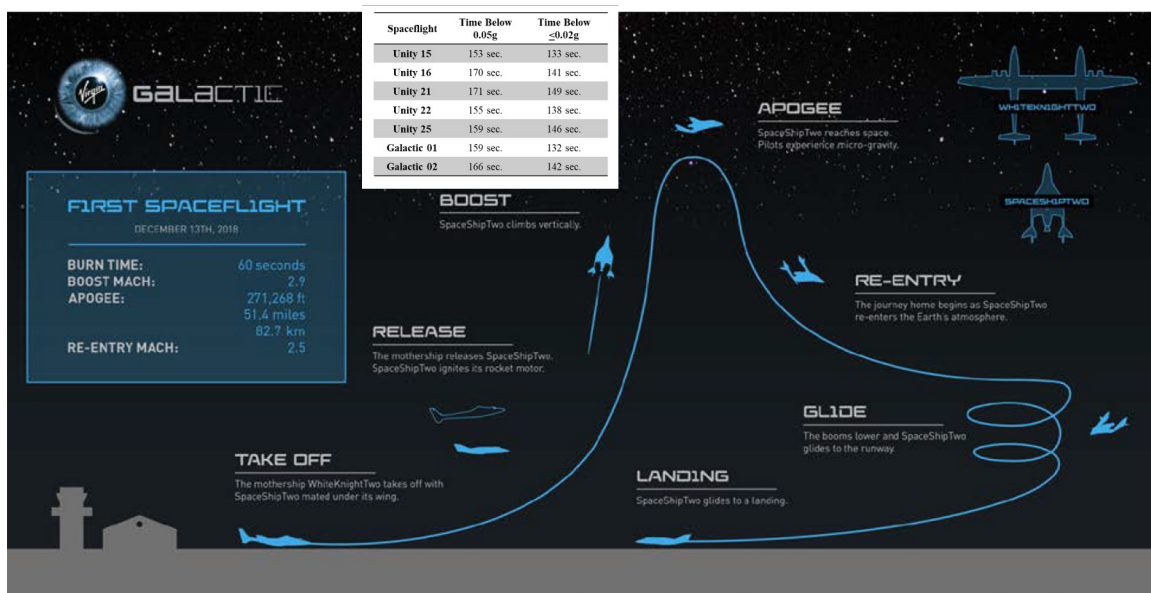 Spaceflight Time Below 0.05g Time Below ≤0.02g
Unity 15 153 sec. 133 sec.
Unity 16 170 sec. 141 sec.
Unity 21 171 sec. 149 sec.
Unity 22 155 sec. 138 sec.
Unity 25 159 sec. 146 sec.
Galactic 01 159 sec. 132 sec.
Galactic 02 166 sec. 142 sec.
Virgin GALACTIC
F1RST SPACEFL1GHT
DECEMBER 13TH, 2018
BURN TIME: 60 seconds
BOOST MACH: 2.9
APOGEE: 271,268 ft
51.4 miles
82.7 km
RE-ENTRY MACH: 2.5
TAKE OFF
The mothership WhiteKnightTwo takes off with
SpaceShipTwo mated under its wing.
RELEASE
The mothership releases SpaceShipTwo.
SpaceShipTwo ignites its rocket motor.
BOOST
SpaceShipTwo climbs vertically.
APOGEE
SpaceShipTwo reaches space.
Pilots experience micro-gravity.
WH1TEKN1GHTTWO
SPACESH1PTWO
RE-ENTRY
The journey home begins as SpaceShipTwo
re-enters the Earth's atmosphere.
GL1DE
The booms lower and SpaceShipTwo
glides to the runway.
LAND1NG
SpaceShipTwo glides to a landing.